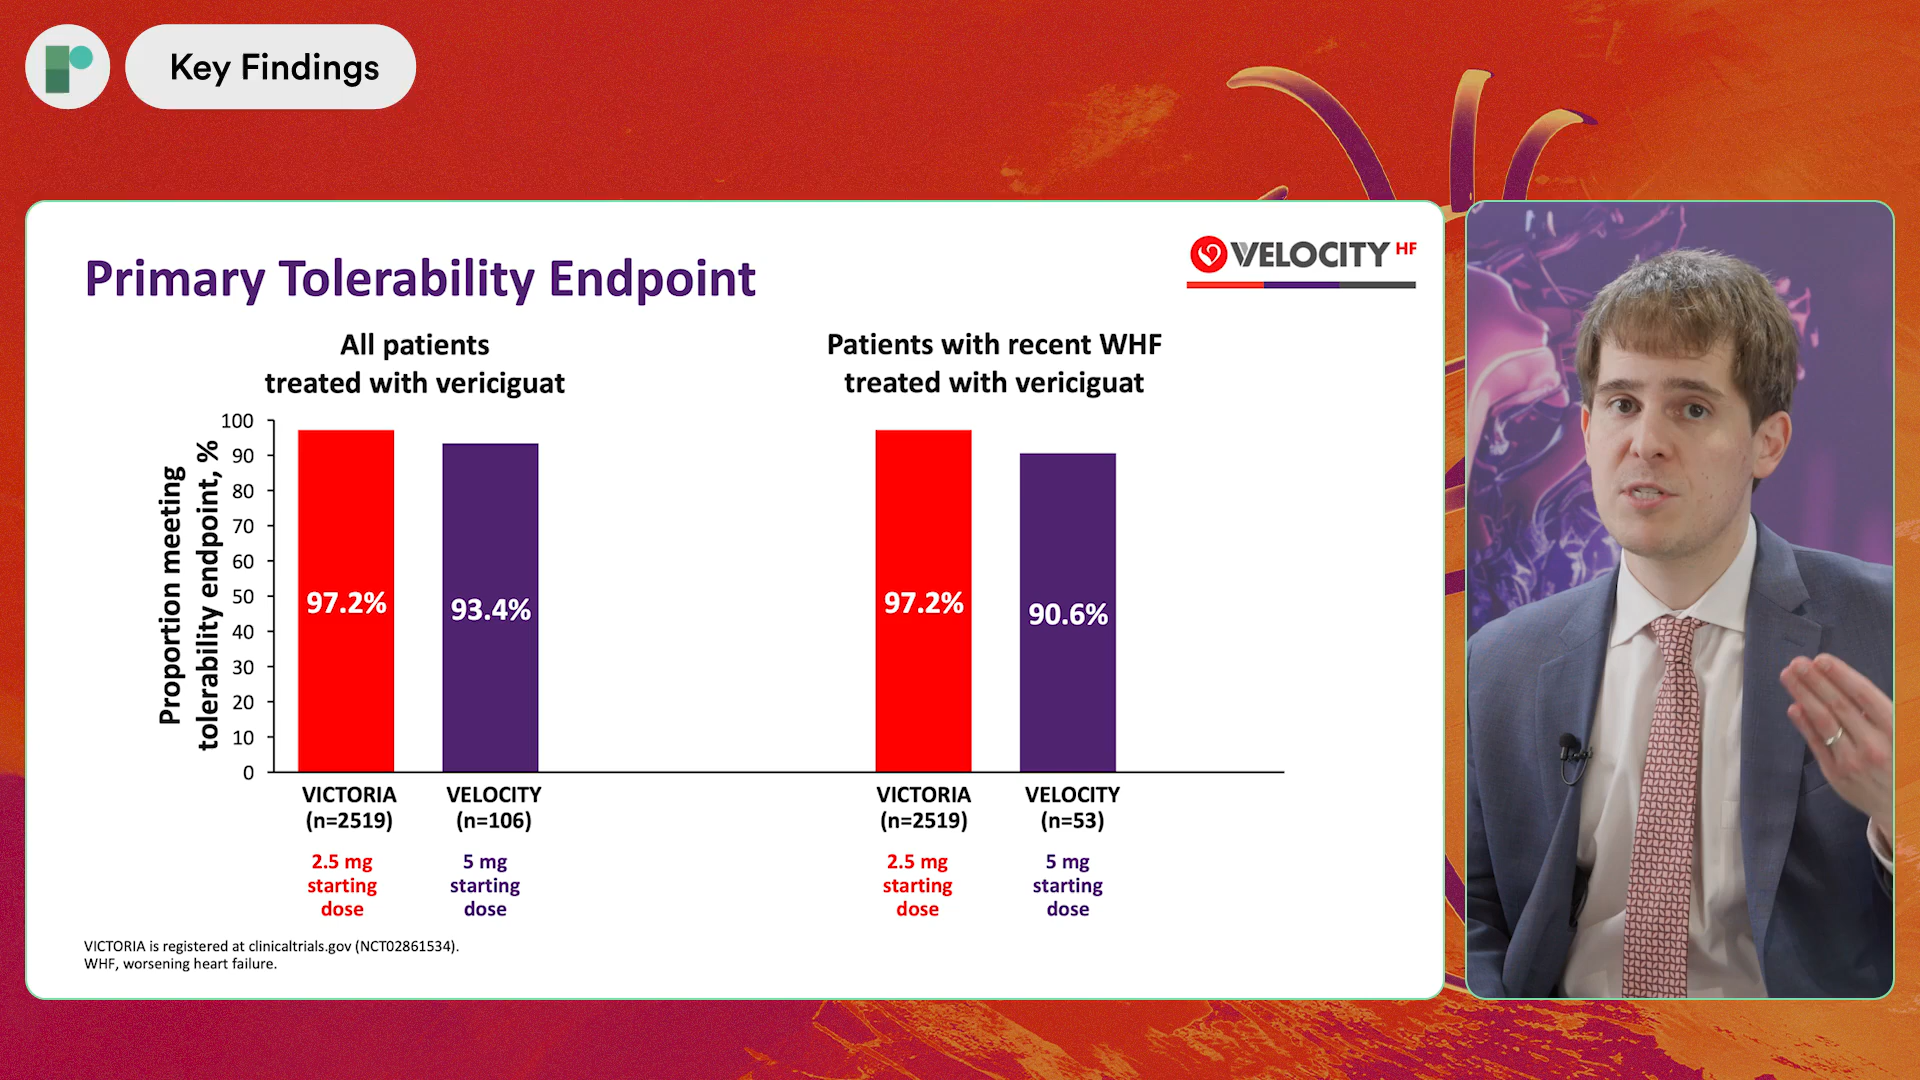 Key Findings
VELOCITY HF
Primary Tolerability Endpoint
All patients
treated with vericiguat
Patients with recent WHF
treated with vericiguat
Proportion meeting
tolerability endpoint, %
100
90
80
70
60
50
40
30
20
10
0
97.2%
93.4%
97.2%
90.6%
VICTORIA
(n=2519)
VELOCITY
(n=106)
VICTORIA
(n=2519)
VELOCITY
(n=53)
2.5 mg
starting
dose
5 mg
starting
dose
2.5 mg
starting
dose
5 mg
starting
dose
VICTORIA is registered at clinicaltrials.gov (NCT02861534).
WHF, worsening heart failure.